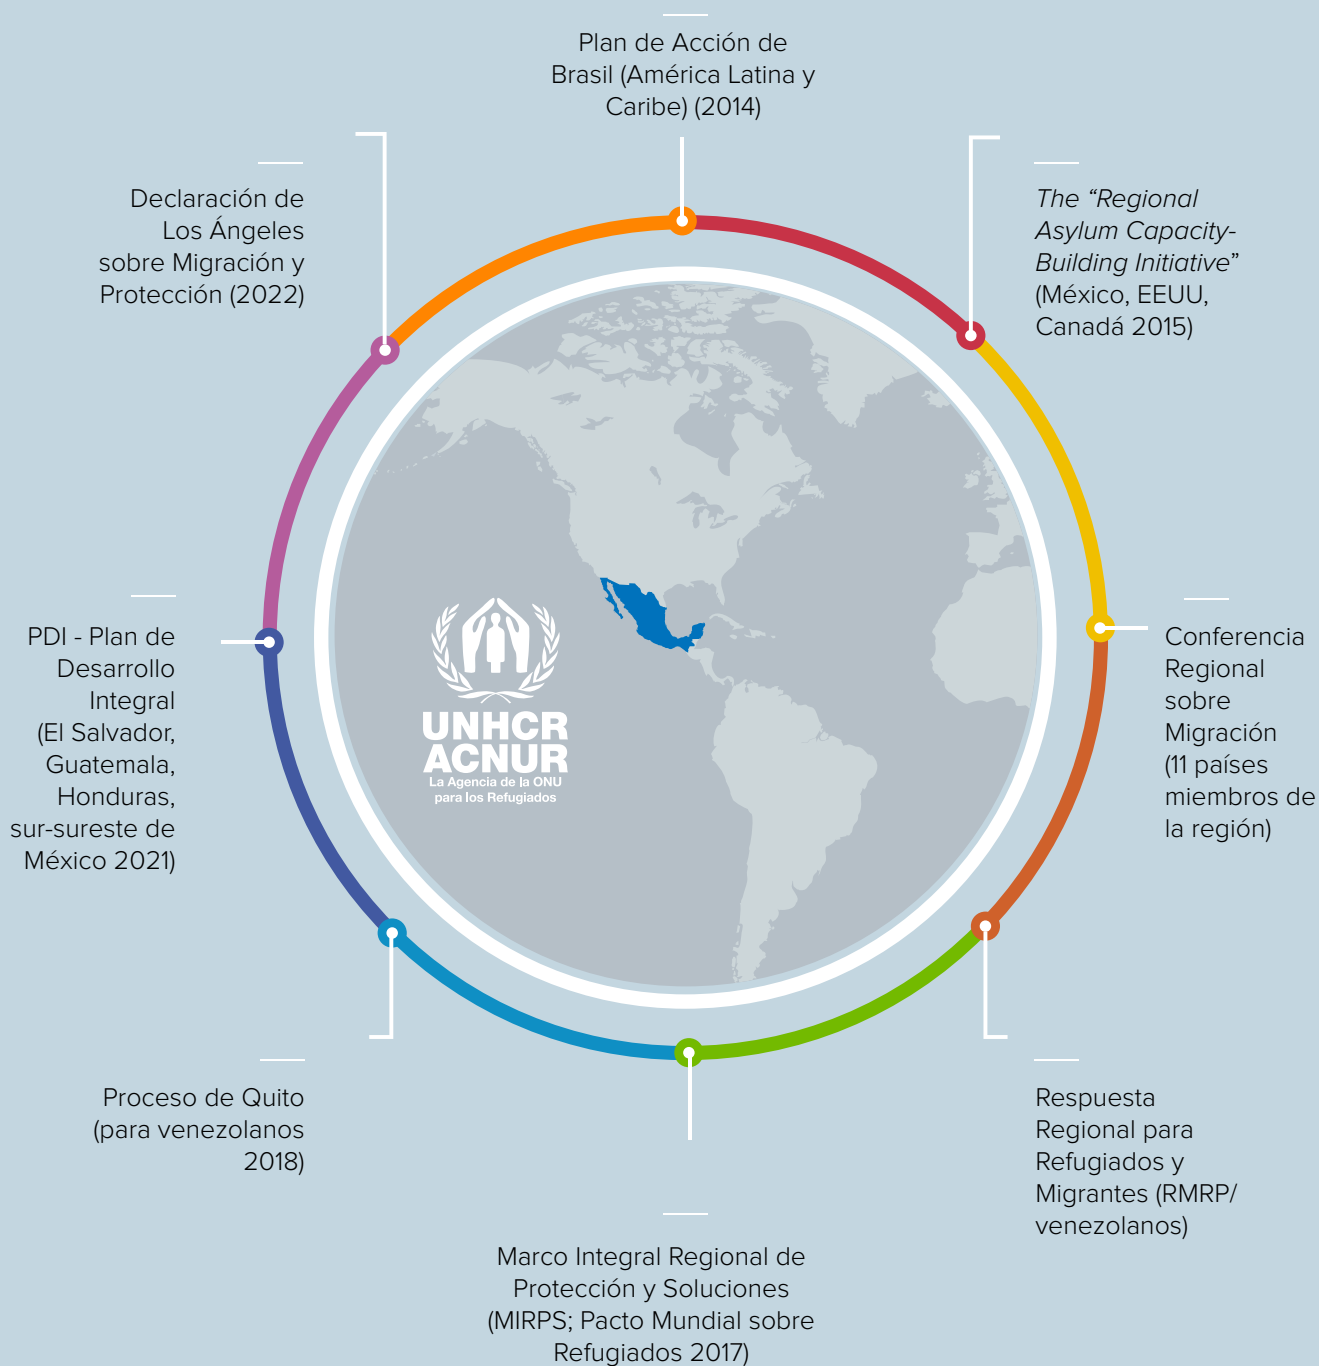 Plan de Acción de
Brasil (América Latina y
Caribe) (2014)
The “Regional
Asylum Capacity-
Building Initiative”
(México, EEUU,
Canadá 2015)
Conferencia
Regional
sobre
Migración
(11 países
miembros de
la región)
Respuesta
Regional para
Refugiados y
Migrantes (RMRP/
venezolanos)
Marco Integral Regional de
Protección y Soluciones
(MIRPS; Pacto Mundial sobre
Refugiados 2017)
Proceso de Quito
(para venezolanos
2018)
PDI - Plan de
Desarrollo
Integral
(El Salvador,
Guatemala,
Honduras,
sur-sureste de
México 2021)
Declaración de
Los Ángeles
sobre Migración y
Protección (2022)
UNHCR
ACNUR
La Agencia de la ONU
para los Refugiados